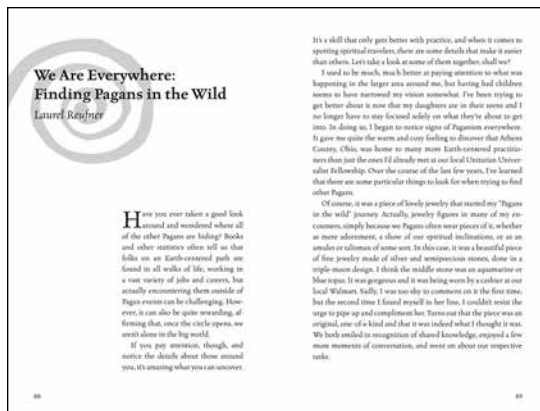 We Are Everywhere:
Finding Pagans in the Wild
Laurel Reufner
Have you ever taken a good look
around and wondered where all
of the other Pagans are hiding? Books
and other statistics often tell us that
folks on an Earth-centered path are
found in all walks of life, working in
a vast variety of jobs and careers, but
actually encountering them outside of
Pagan events can be challenging. How-
ever, it can also be quite rewarding, af-
firming that, once the circle opens, we
aren't alone in the big world.
If you pay attention, though, and
notice the details about those around
you, it's amazing what you can uncover.
88
It's a skill that only gets better with practice, and when it comes to
spotting spiritual travelers, there are some details that make it easier
than others. Let's take a look at some of them together, shall we?
I used to be much, much better at paying attention to what was
happening in the larger area around me, but having had children
seems to have narrowed my vision somewhat. I've been trying to
get better about it now that my daughters are in their teens and I
no longer have to stay focused solely on what they're about to get
into. In doing so, I began to notice signs of Paganism everywhere.
It gave me quite the warm and cozy feeling to discover that Athens
County, Ohio, was home to many more Earth-centered practitio-
ners than just the ones I'd already met at our local Unitarian Univer-
salist Fellowship. Over the course of the last few years, I've learned
that there are some particular things to look for when trying to find
other Pagans.
Of course, it was a piece of lovely jewelry that started my "Pagans
in the wild" journey. Actually, jewelry figures in many of my en-
counters, simply because we Pagans often wear pieces of it, whether
as mere adornment, a show of our spiritual inclinations, or as an
amulet or talisman of some sort. In this case, it was a beautiful piece
of fine jewelry made of silver and semiprecious stones, done in a
triple-moon design. I think the middle stone was an aquamarine or
blue topaz. It was gorgeous and it was being worn by a cashier at our
local Walmart. Sadly, I was too shy to comment on it the first time,
but the second time I found myself in her line, I couldn't resist the
urge to pipe up and compliment her. Turns out that the piece was an
original, one-of-a-kind and that it was indeed what I thought it was.
We both smiled in recognition of shared knowledge, enjoyed a few
more moments of conversation, and went on about our respective
tasks.
89